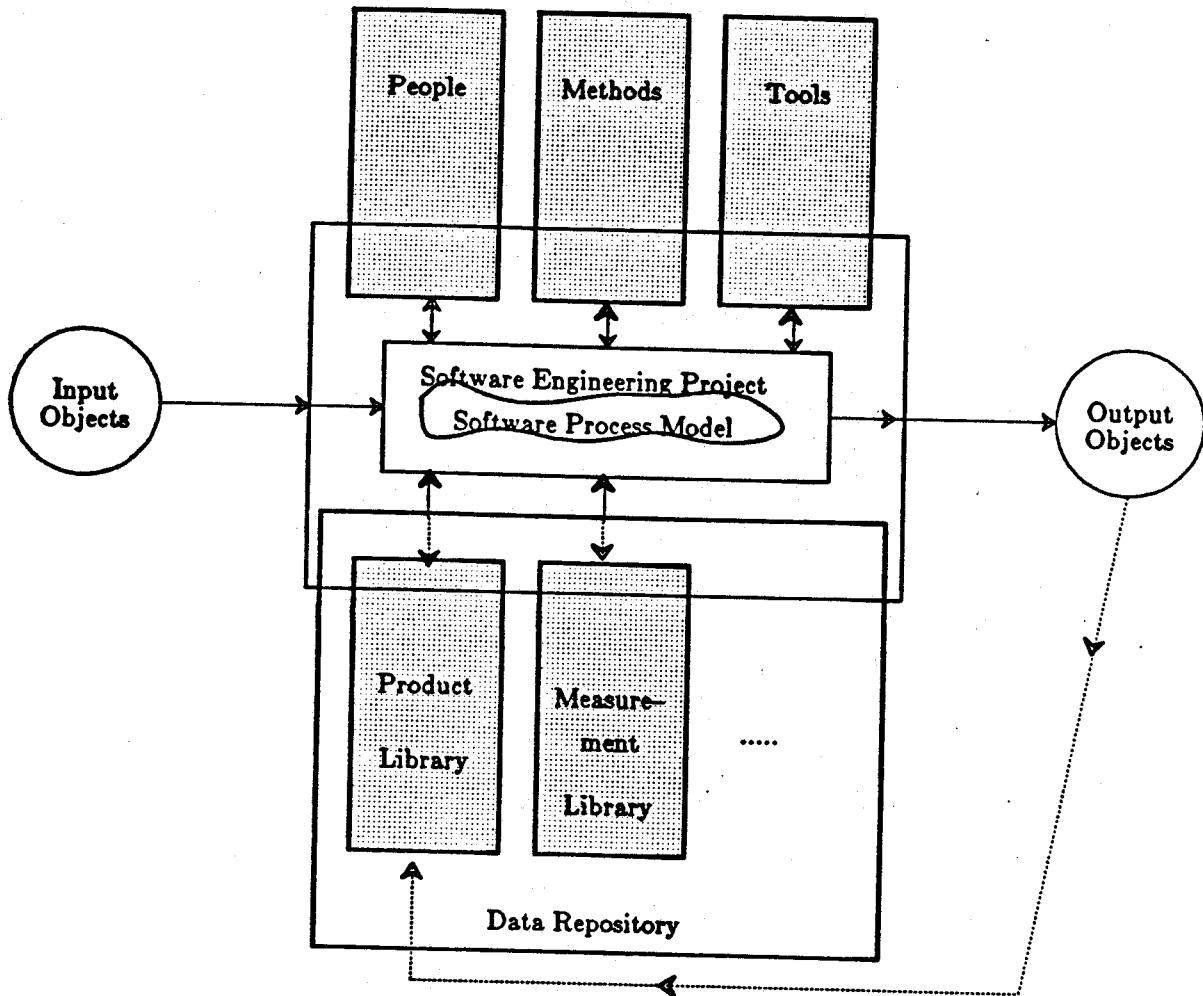 People
Methods
Tools
Input
Objects
Software Engineering Project
Software Process Model
Output
Objects
Product
Library
Measure-
ment
Library
.....
Data Repository